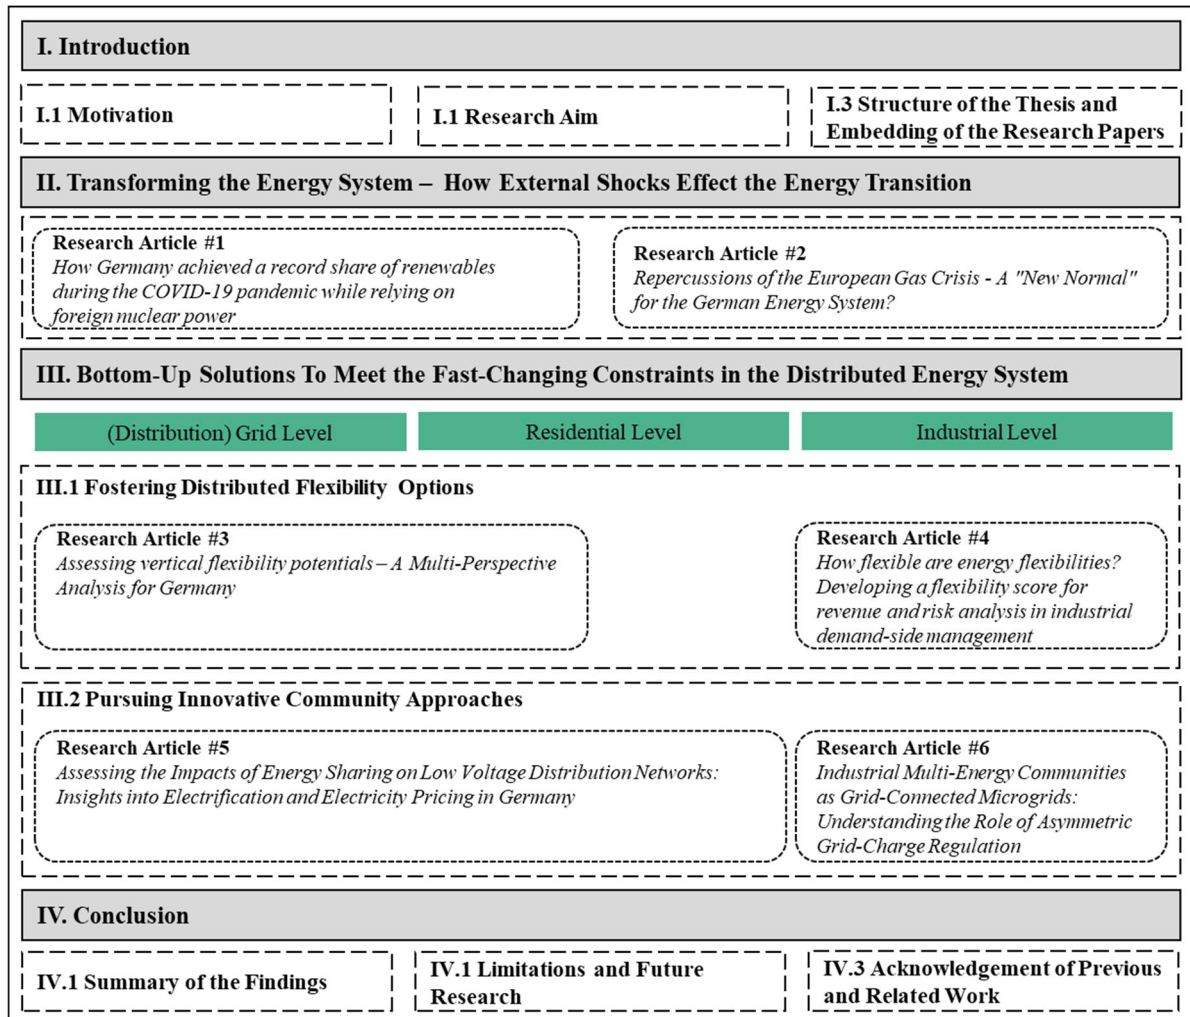 I. Introduction
I.1 Motivation
I.1 Research Aim
I.3 Structure of the Thesis and
Embedding of the Research Papers
II. Transforming the Energy System – How External Shocks Effect the Energy Transition
Research Article #1
How Germany achieved a record share of renewables
during the COVID-19 pandemic while relying on
foreign nuclear power
Research Article #2
Repercussions of the European Gas Crisis - A "New Normal"
for the German Energy System?
III. Bottom-Up Solutions To Meet the Fast-Changing Constraints in the Distributed Energy System
(Distribution) Grid Level
Residential Level
Industrial Level
III.1 Fostering Distributed Flexibility Options
Research Article #3
Assessing vertical flexibility potentials – A Multi-Perspective
Analysis for Germany
Research Article #4
How flexible are energy flexibilities?
Developing a flexibility score for
revenue and risk analysis in industrial
demand-side management
III.2 Pursuing Innovative Community Approaches
Research Article #5
Assessing the Impacts of Energy Sharing on Low Voltage Distribution Networks:
Insights into Electrification and Electricity Pricing in Germany
Research Article #6
Industrial Multi-Energy Communities
as Grid-Connected Microgrids:
Understanding the Role of Asymmetric
Grid-Charge Regulation
IV. Conclusion
IV.1 Summary of the Findings
IV.1 Limitations and Future
Research
IV.3 Acknowledgement of Previous
and Related Work